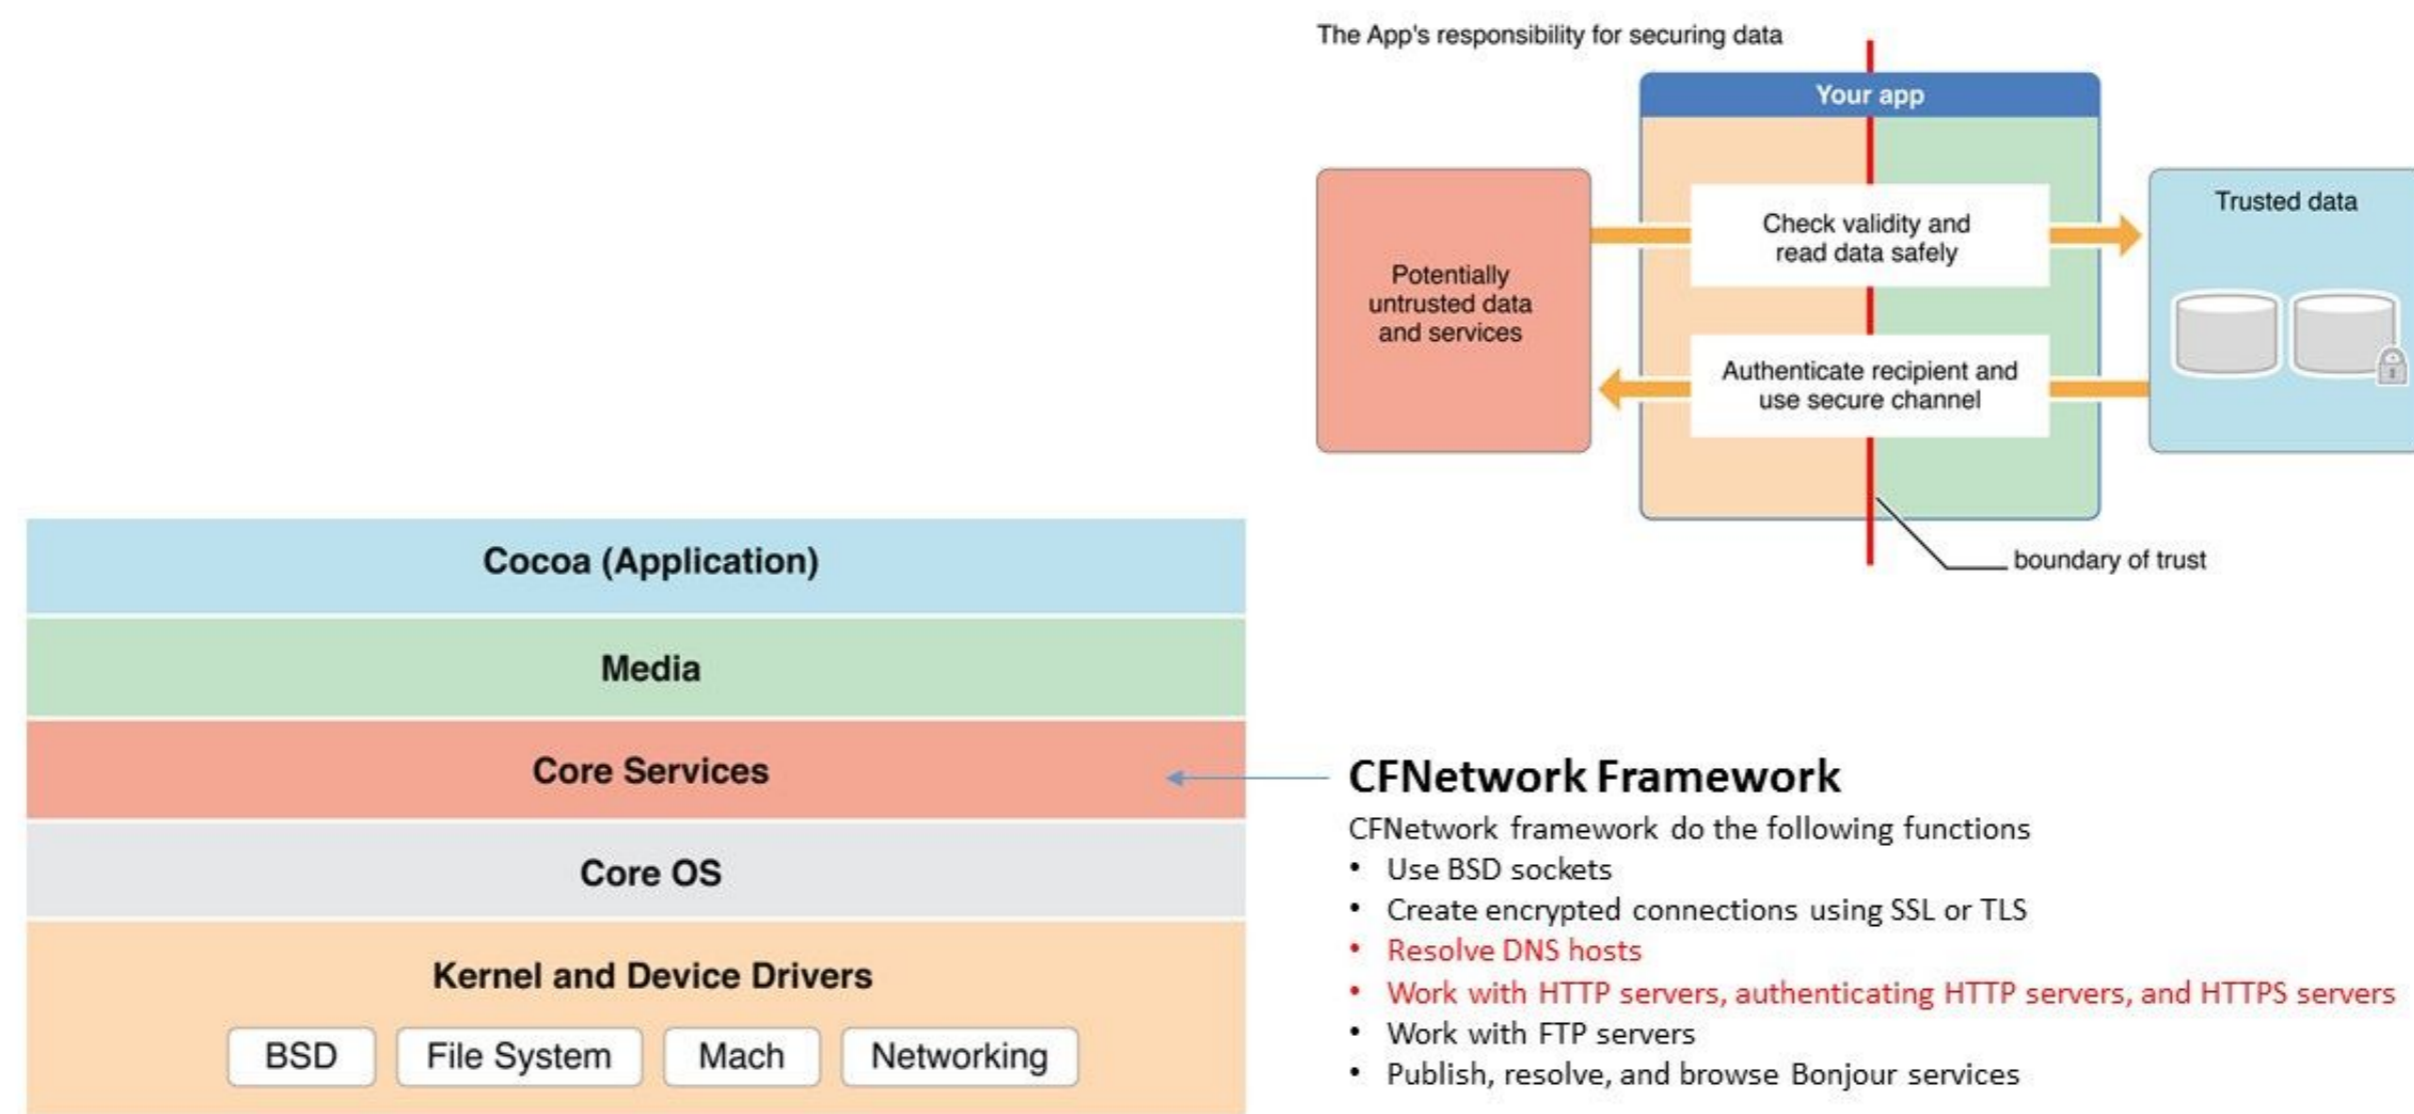 The App's responsibility for securing data
Your app
Potentially
untrusted data
and services
Check validity and
read data safely
Authenticate recipient and
use secure channel
Trusted data
boundary of trust
Cocoa (Application)
Media
Core Services
Core OS
Kernel and Device Drivers
BSD
File System
Mach
Networking
CFNetwork Framework
CFNetwork framework do the following functions
• Use BSD sockets
• Create encrypted connections using SSL or TLS
• Resolve DNS hosts
• Work with HTTP servers, authenticating HTTP servers, and HTTPS servers
• Work with FTP servers
• Publish, resolve, and browse Bonjour services